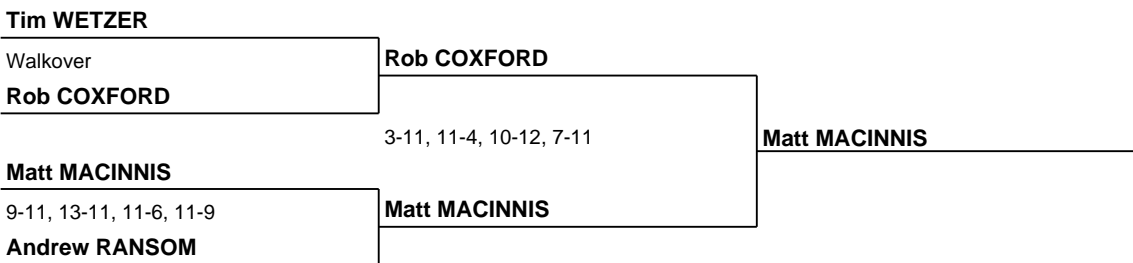 Tim WETZER
Walkover
Rob COXFORD
Rob COXFORD
3-11, 11-4, 10-12, 7-11
Matt MACINNIS
Matt MACINNIS
9-11, 13-11, 11-6, 11-9
Matt MACINNIS
Andrew RANSOM